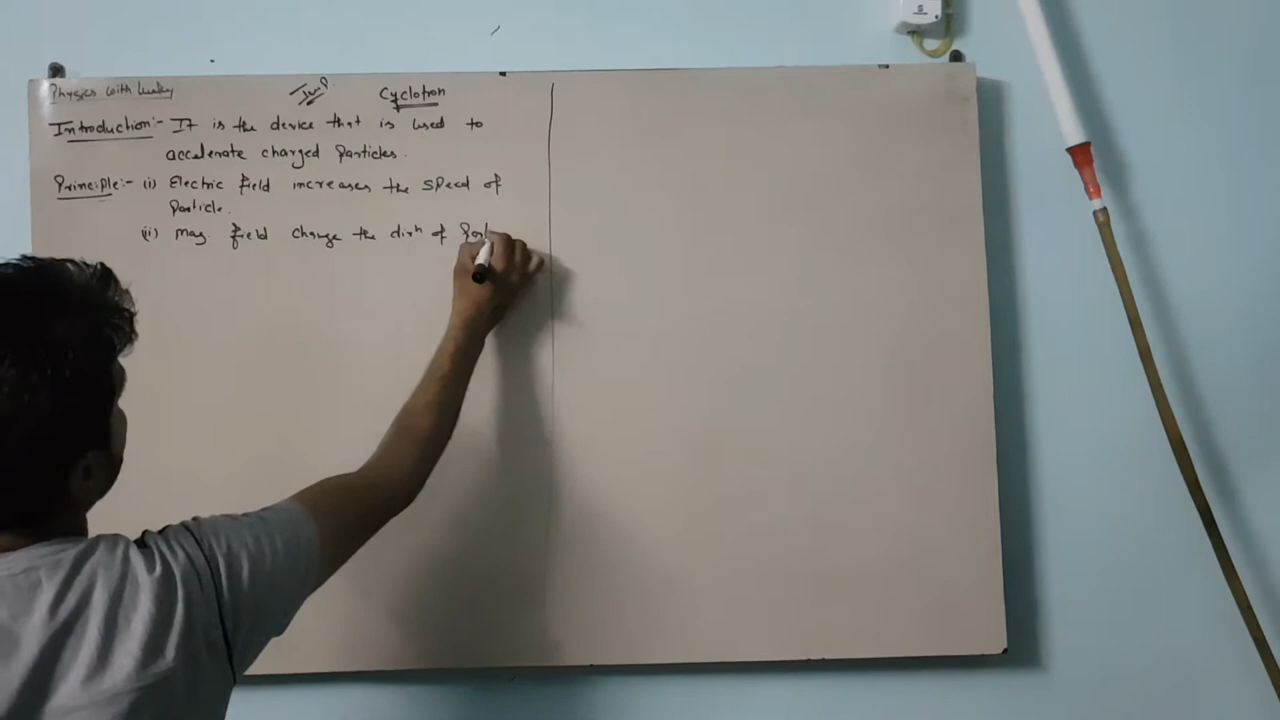 Physics with lucky
Cyclotron
Introduction:- It is the device that is used to
accelerate charged Particles.
Principle:- (i) Electric field increases the speed of
Particle.
(ii) mag field change the dirn of